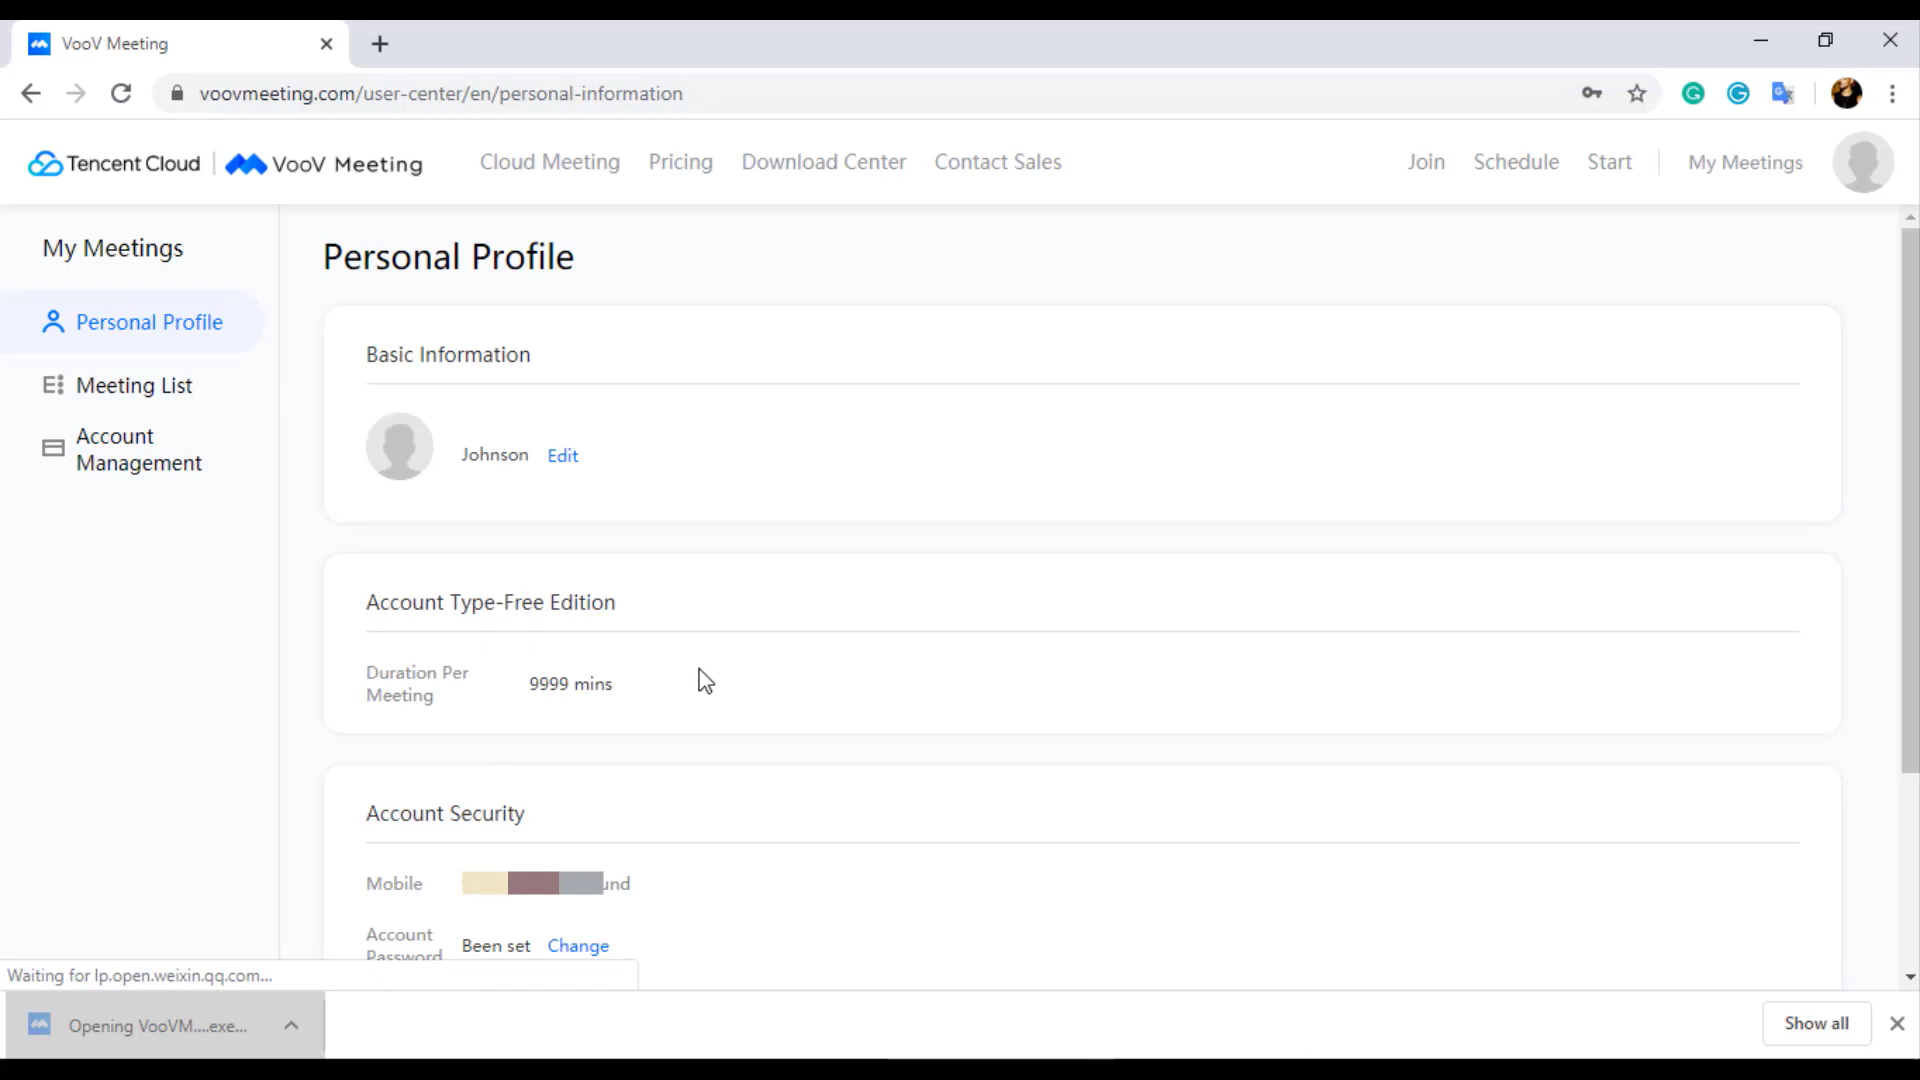 VooV Meeting
voovmeeting.com/user-center/en/personal-information
Tencent Cloud | VooV Meeting
Cloud Meeting
Pricing
Download Center
Contact Sales
Join
Schedule
Start
My Meetings
My Meetings
Personal Profile
Meeting List
Account
Management
Personal Profile
Basic Information
Johnson Edit
Account Type-Free Edition
Duration Per
Meeting
9999 mins
Account Security
Mobile
Account
Password
Been set Change
Waiting for lp.open.weixin.qq.com...
Opening VooVM....exe...
Show all